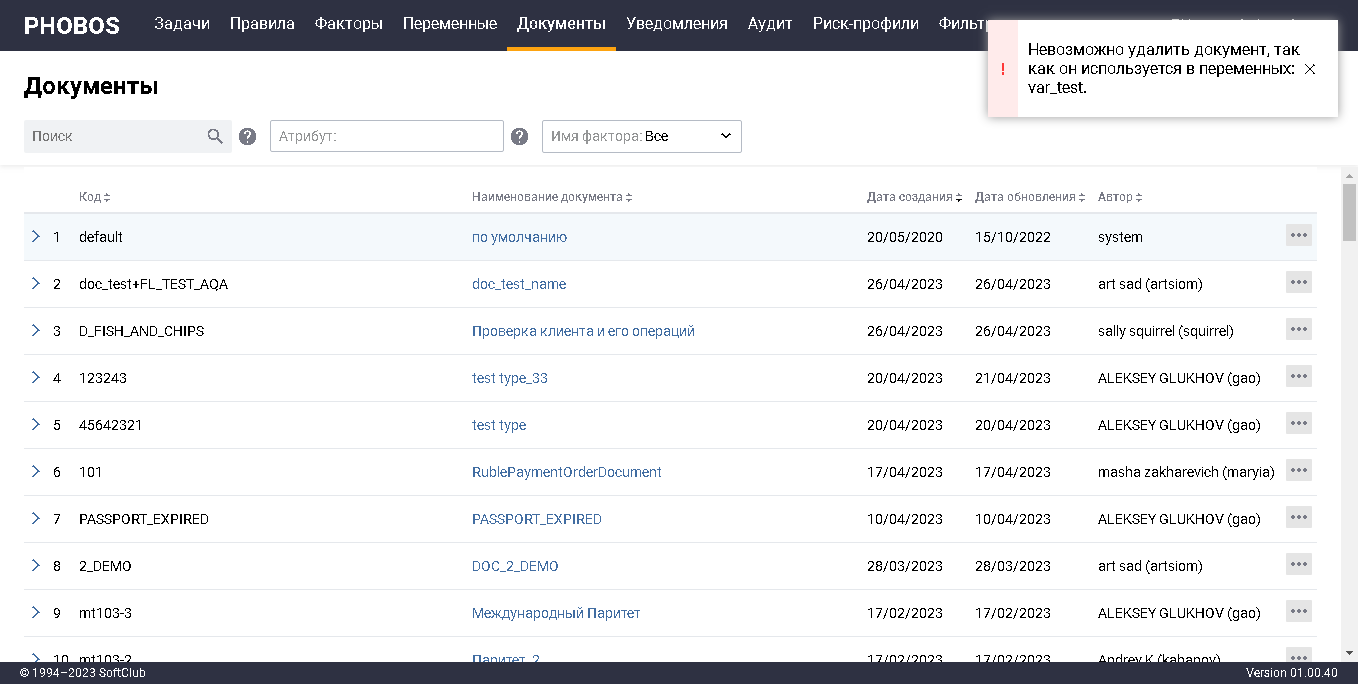 PHOBOS Задачи Правила Факторы Переменные Документы Уведомления Аудит Риск-профили Фильт
Невозможно удалить документ, так
как он используется в переменных:
var_test.
Документы
Поиск Атрибут: Имя фактора: Все
Код Наименование документа Дата создания Дата обновления Автор
1 default по умолчанию 20/05/2020 15/10/2022 system
2 doc_test+FL_TEST_AQA doc_test_name 26/04/2023 26/04/2023 art sad (artsiom)
3 D_FISH_AND_CHIPS Проверка клиента и его операций 26/04/2023 26/04/2023 sally squirrel (squirrel)
4 123243 test type_33 20/04/2023 21/04/2023 ALEKSEY GLUKHOV (gao)
5 45642321 test type 20/04/2023 20/04/2023 ALEKSEY GLUKHOV (gao)
6 101 RublePaymentOrderDocument 17/04/2023 17/04/2023 masha zakharevich (maryia)
7 PASSPORT_EXPIRED PASSPORT_EXPIRED 10/04/2023 10/04/2023 ALEKSEY GLUKHOV (gao)
8 2_DEMO DOC_2_DEMO 28/03/2023 28/03/2023 art sad (artsiom)
9 mt103-3 Международный Паритет 17/02/2023 17/02/2023 ALEKSEY GLUKHOV (gao)
10 mt103-2 Паритет_2 17/02/2023 17/02/2023 Andrey K (kabanov)
© 1994–2023 SoftClub Version 01.00.40